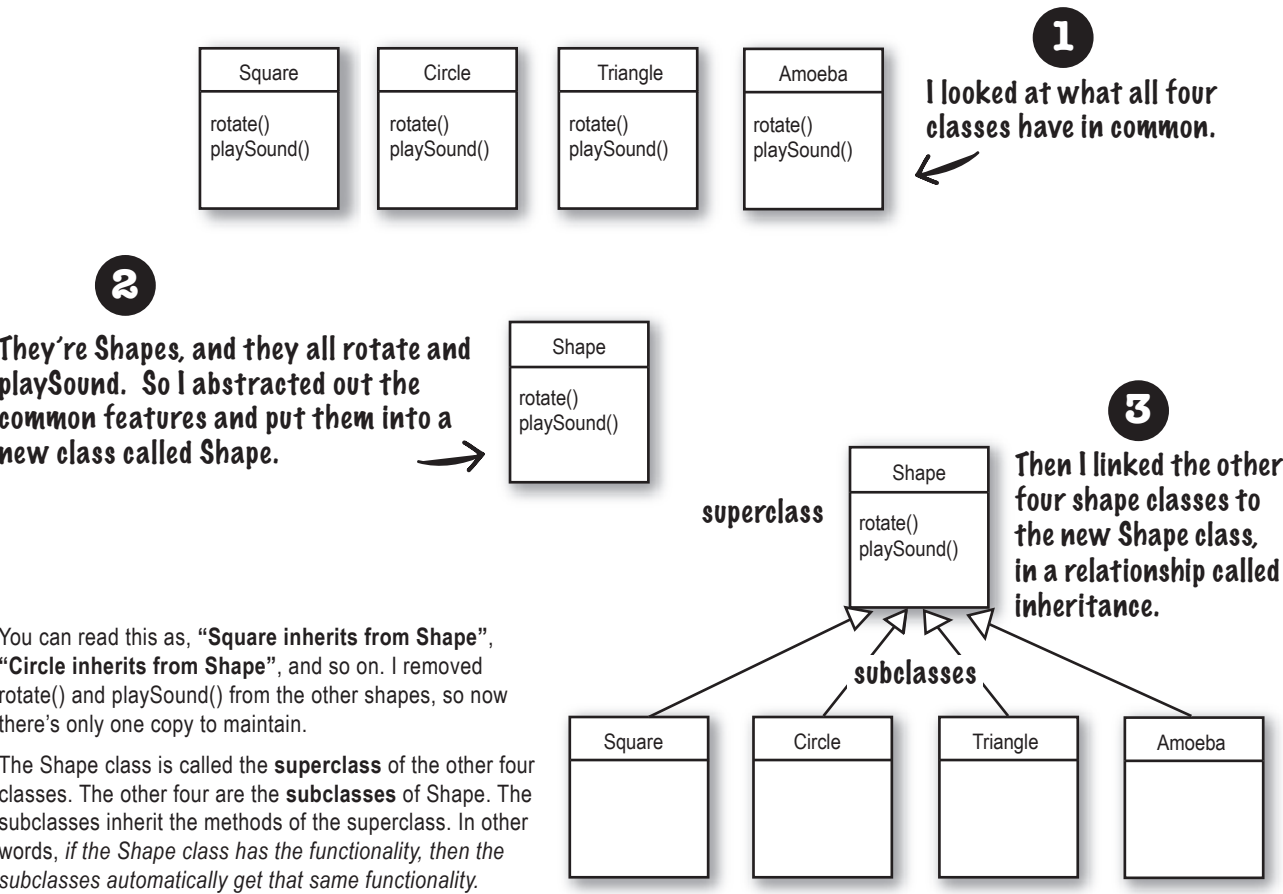 Square
rotate()
playSound()
Circle
rotate()
playSound()
Triangle
rotate()
playSound()
Amoeba
rotate()
playSound()
1
I looked at what all four
classes have in common.
2
They're Shapes, and they all rotate and
playSound. So I abstracted out the
common features and put them into a
new class called Shape.
Shape
rotate()
playSound()
3
Then I linked the other
four shape classes to
the new Shape class,
in a relationship called
inheritance.
superclass
Shape
rotate()
playSound()
subclasses
Square
Circle
Triangle
Amoeba
You can read this as, “Square inherits from Shape”,
“Circle inherits from Shape”, and so on. I removed
rotate() and playSound() from the other shapes, so now
there's only one copy to maintain.
The Shape class is called the superclass of the other four
classes. The other four are the subclasses of Shape. The
subclasses inherit the methods of the superclass. In other
words, if the Shape class has the functionality, then the
subclasses automatically get that same functionality.